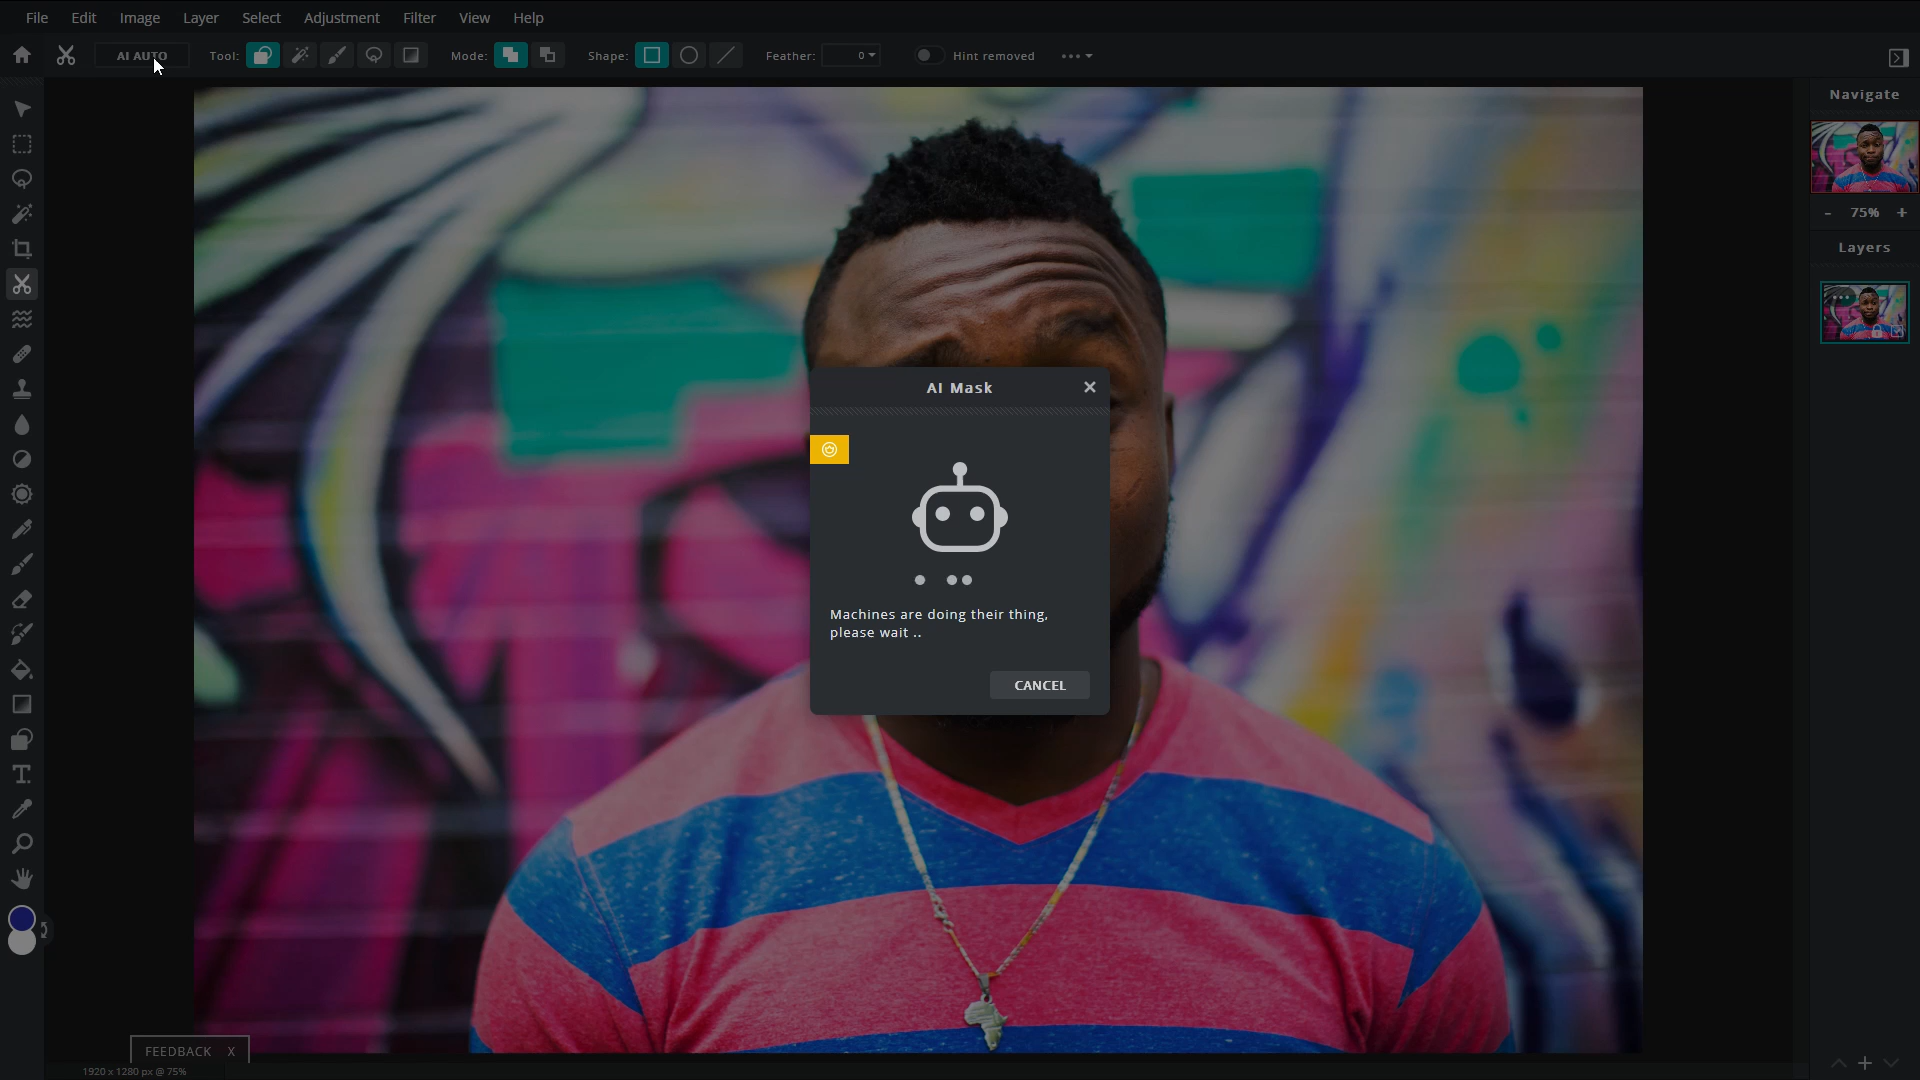 File Edit Image Layer Select Adjustment Filter View Help
AI AUTO Tool: Mode: Shape: Feather: 0 Hint removed
Navigate
- 75% +
Layers
AI Mask
Machines are doing their thing,
please wait ..
CANCEL
FEEDBACK X
1920 x 1280 px @ 75%